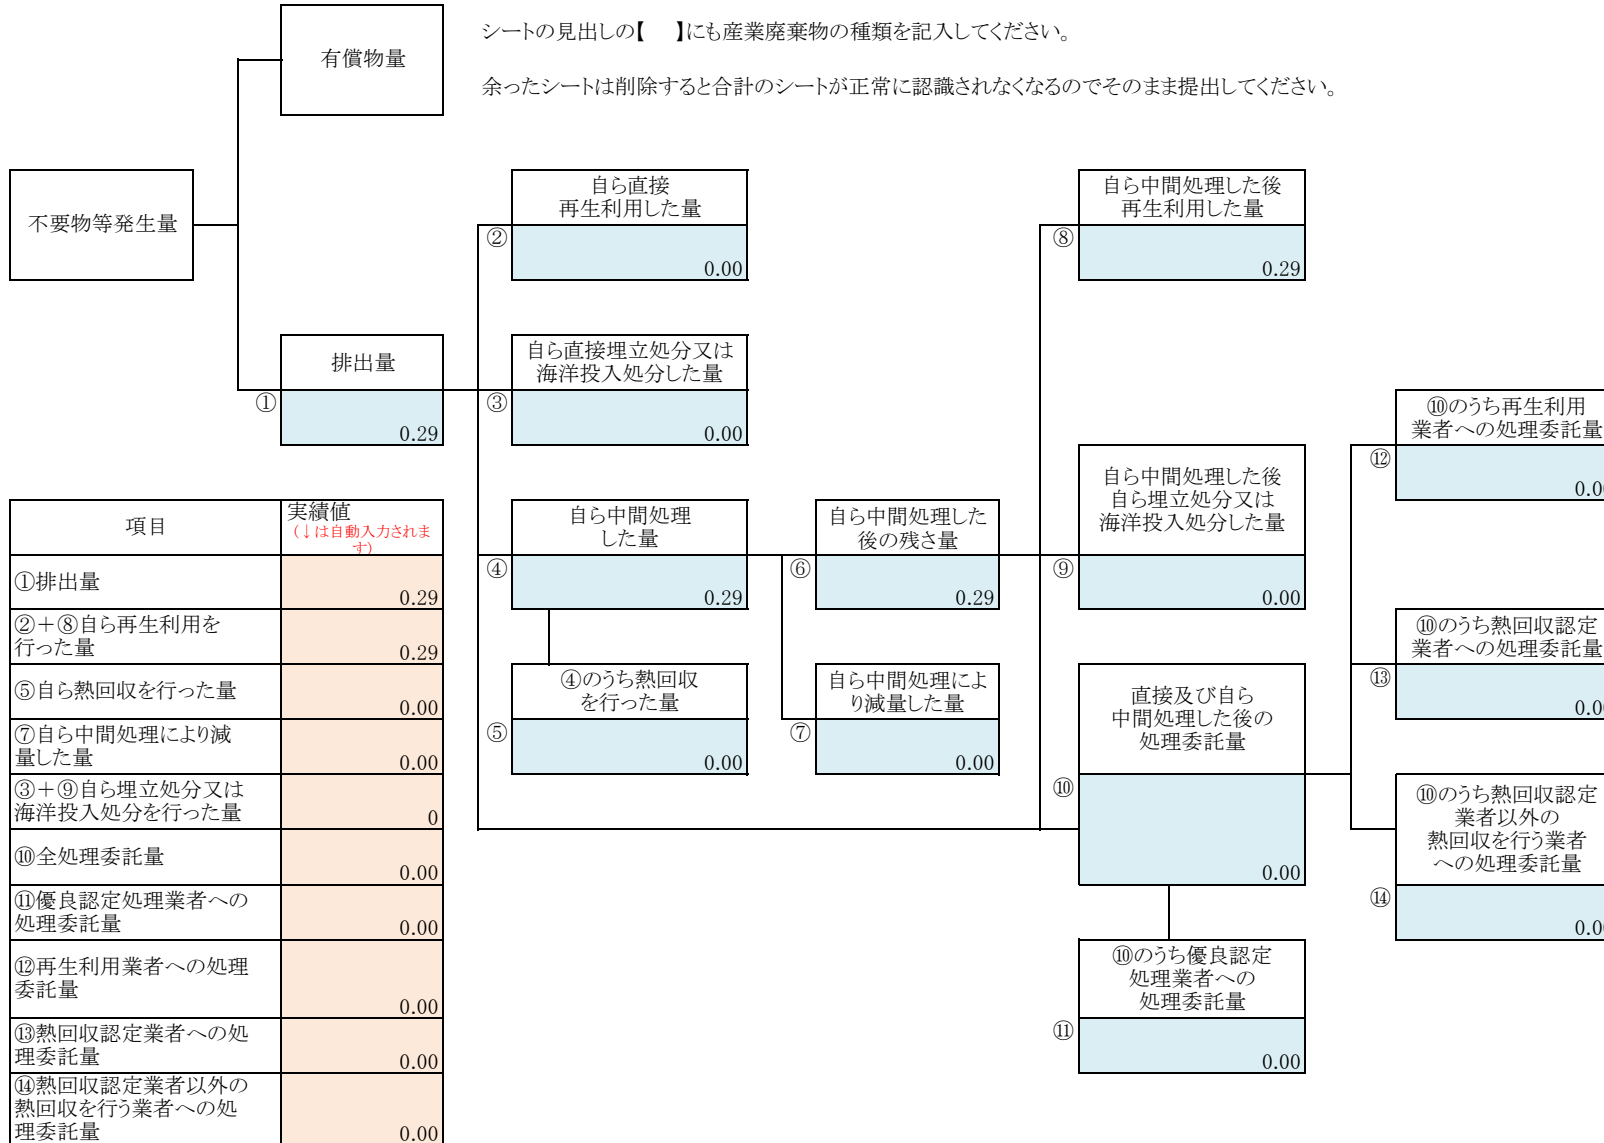 シートの見出しの【　】にも産業廃棄物の種類を記入してください。
余ったシートは削除すると合計のシートが正常に認識されなくなるのでそのまま提出してください。
有償物量
不要物等発生量
自ら直接
再生利用した量
②
0.00
自ら中間処理した後
再生利用した量
⑧
0.29
排出量
①
0.29
自ら直接埋立処分又は
海洋投入処分した量
③
0.00
⑩のうち再生利用
業者への処理委託量
⑫
自ら中間処理した後
自ら埋立処分又は
海洋投入処分した量
⑨
0.00
自ら中間処理
した量
④
0.29
自ら中間処理した
後の残さ量
⑥
0.29
⑩のうち熱回収認定
業者への処理委託量
⑬
④のうち熱回収
を行った量
⑤
0.00
自ら中間処理によ
り減量した量
⑦
0.00
直接及び自ら
中間処理した後の
処理委託量
⑩
0.00
⑩のうち熱回収認定
業者以外の
熱回収を行う業者
への処理委託量
⑭
⑩のうち優良認定
処理業者への
処理委託量
⑪
0.00
項目
実績値
(↓は自動入力されま
す)
①排出量
0.29
②＋⑧自ら再生利用を
行った量
0.29
⑤自ら熱回収を行った量
0.00
⑦自ら中間処理により減
量した量
0.00
③＋⑨自ら埋立処分又は
海洋投入処分を行った量
0
⑩全処理委託量
0.00
⑪優良認定処理業者への
処理委託量
0.00
⑫再生利用業者への処理
委託量
0.00
⑬熱回収認定業者への処
理委託量
0.00
⑭熱回収認定業者以外の
熱回収を行う業者への処
理委託量
0.00